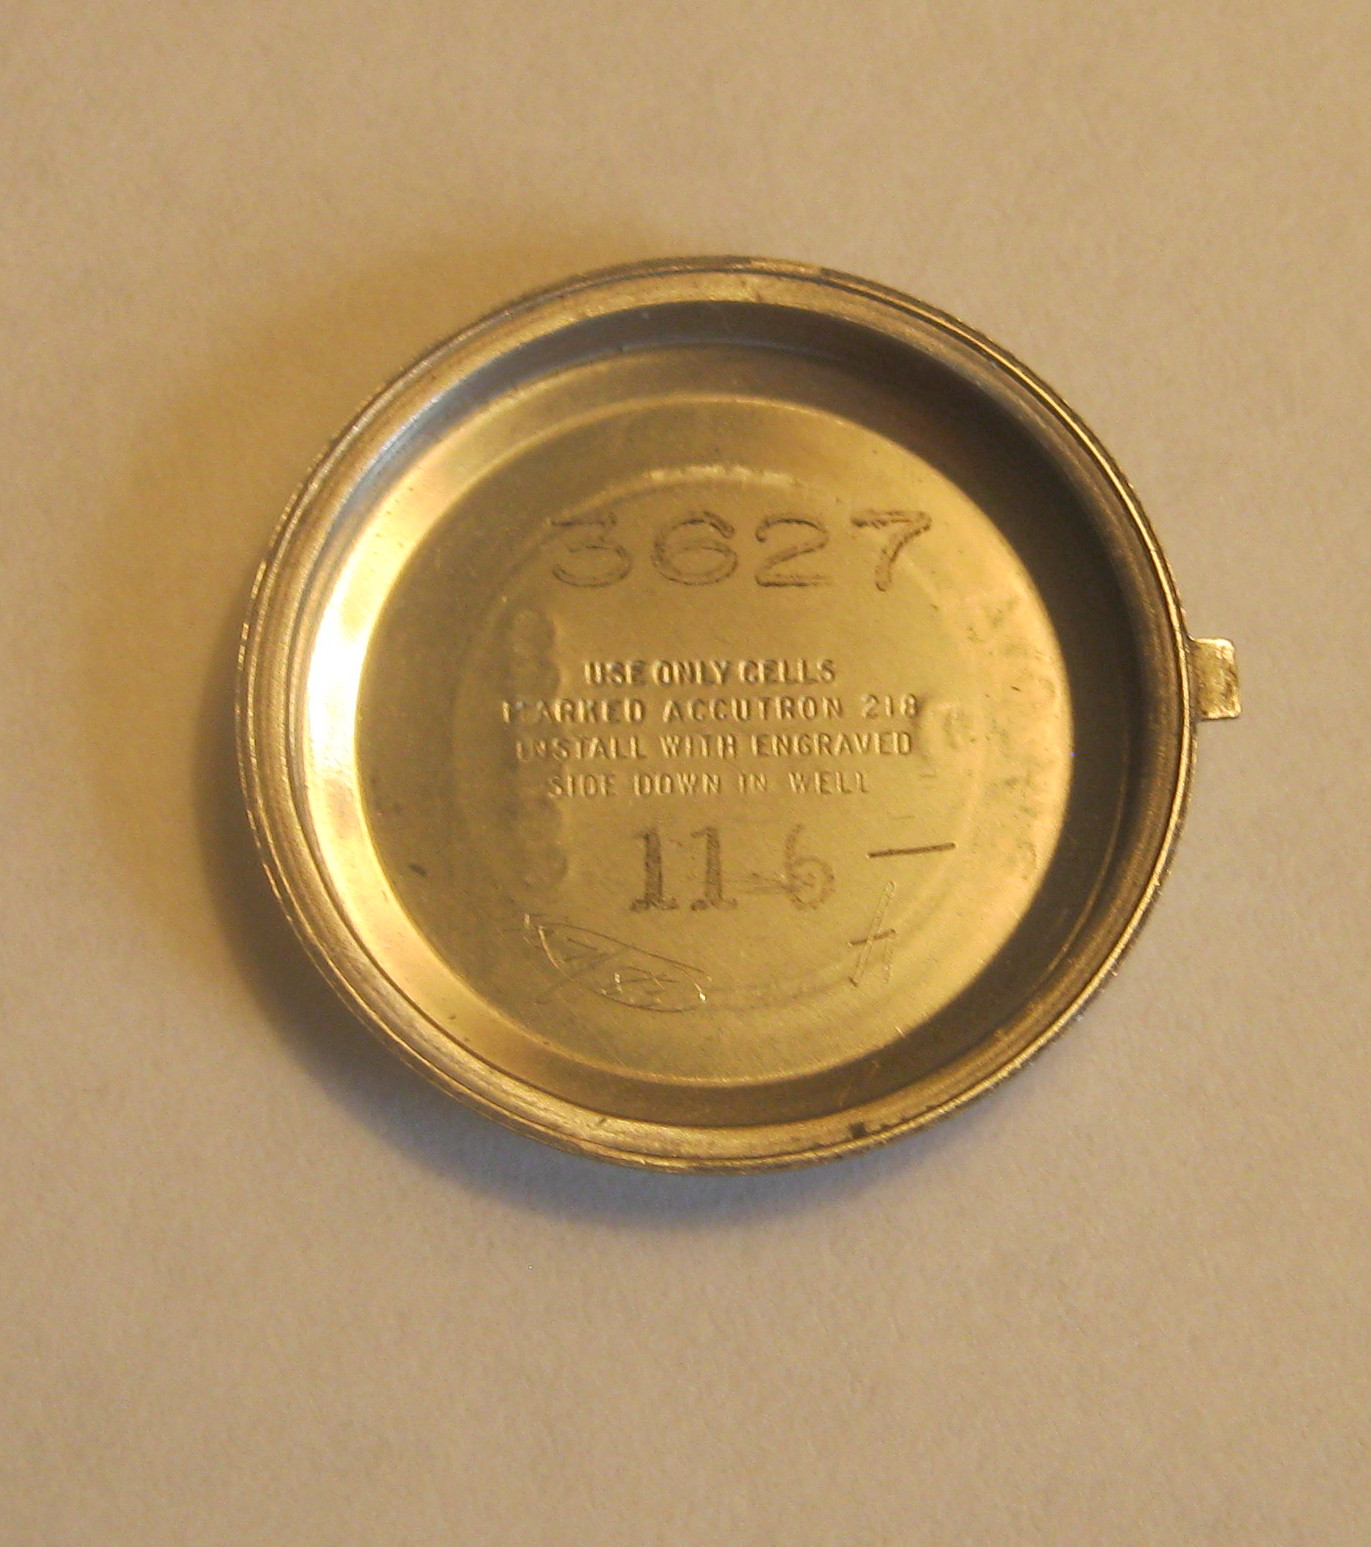 3627
USE ONLY CELLS
MARKED ACCUTRON 218
INSTALL WITH ENGRAVED
SIDE DOWN IN WELL
11-6